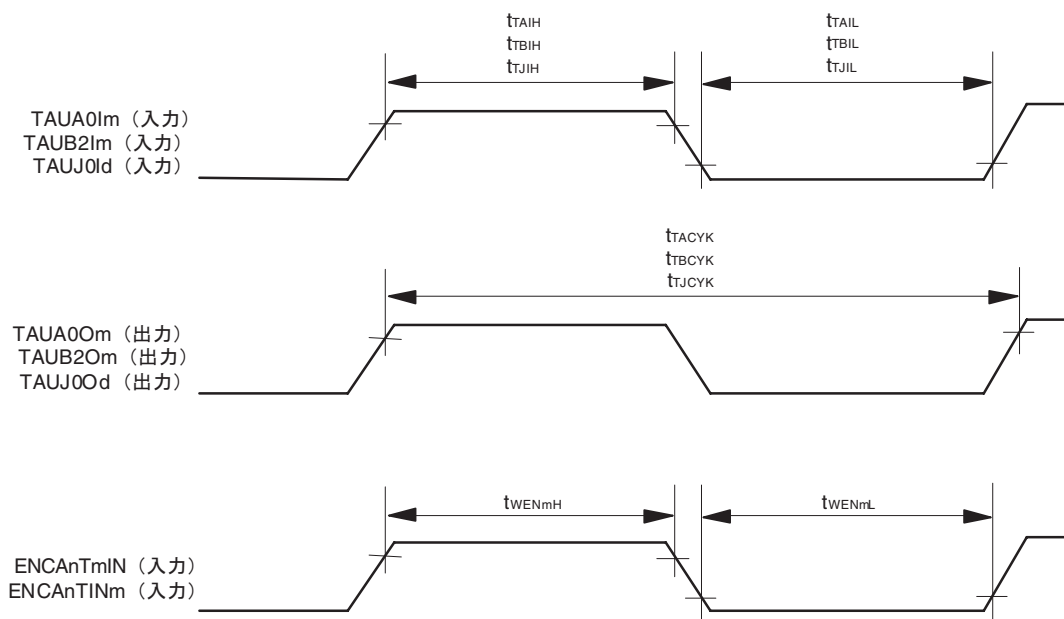 tTAIH
tTBIH
tTJIH
tTAIL
tTBIL
tTJIL
TAUA0Im（入力）
TAUB2Im（入力）
TAUJ0Id（入力）
tTACYK
tTBCYK
tTJCYK
TAUA0Om（出力）
TAUB2Om（出力）
TAUJ0Od（出力）
tWENmH
tWENmL
ENCAnTmIN（入力）
ENCAnTINm（入力）